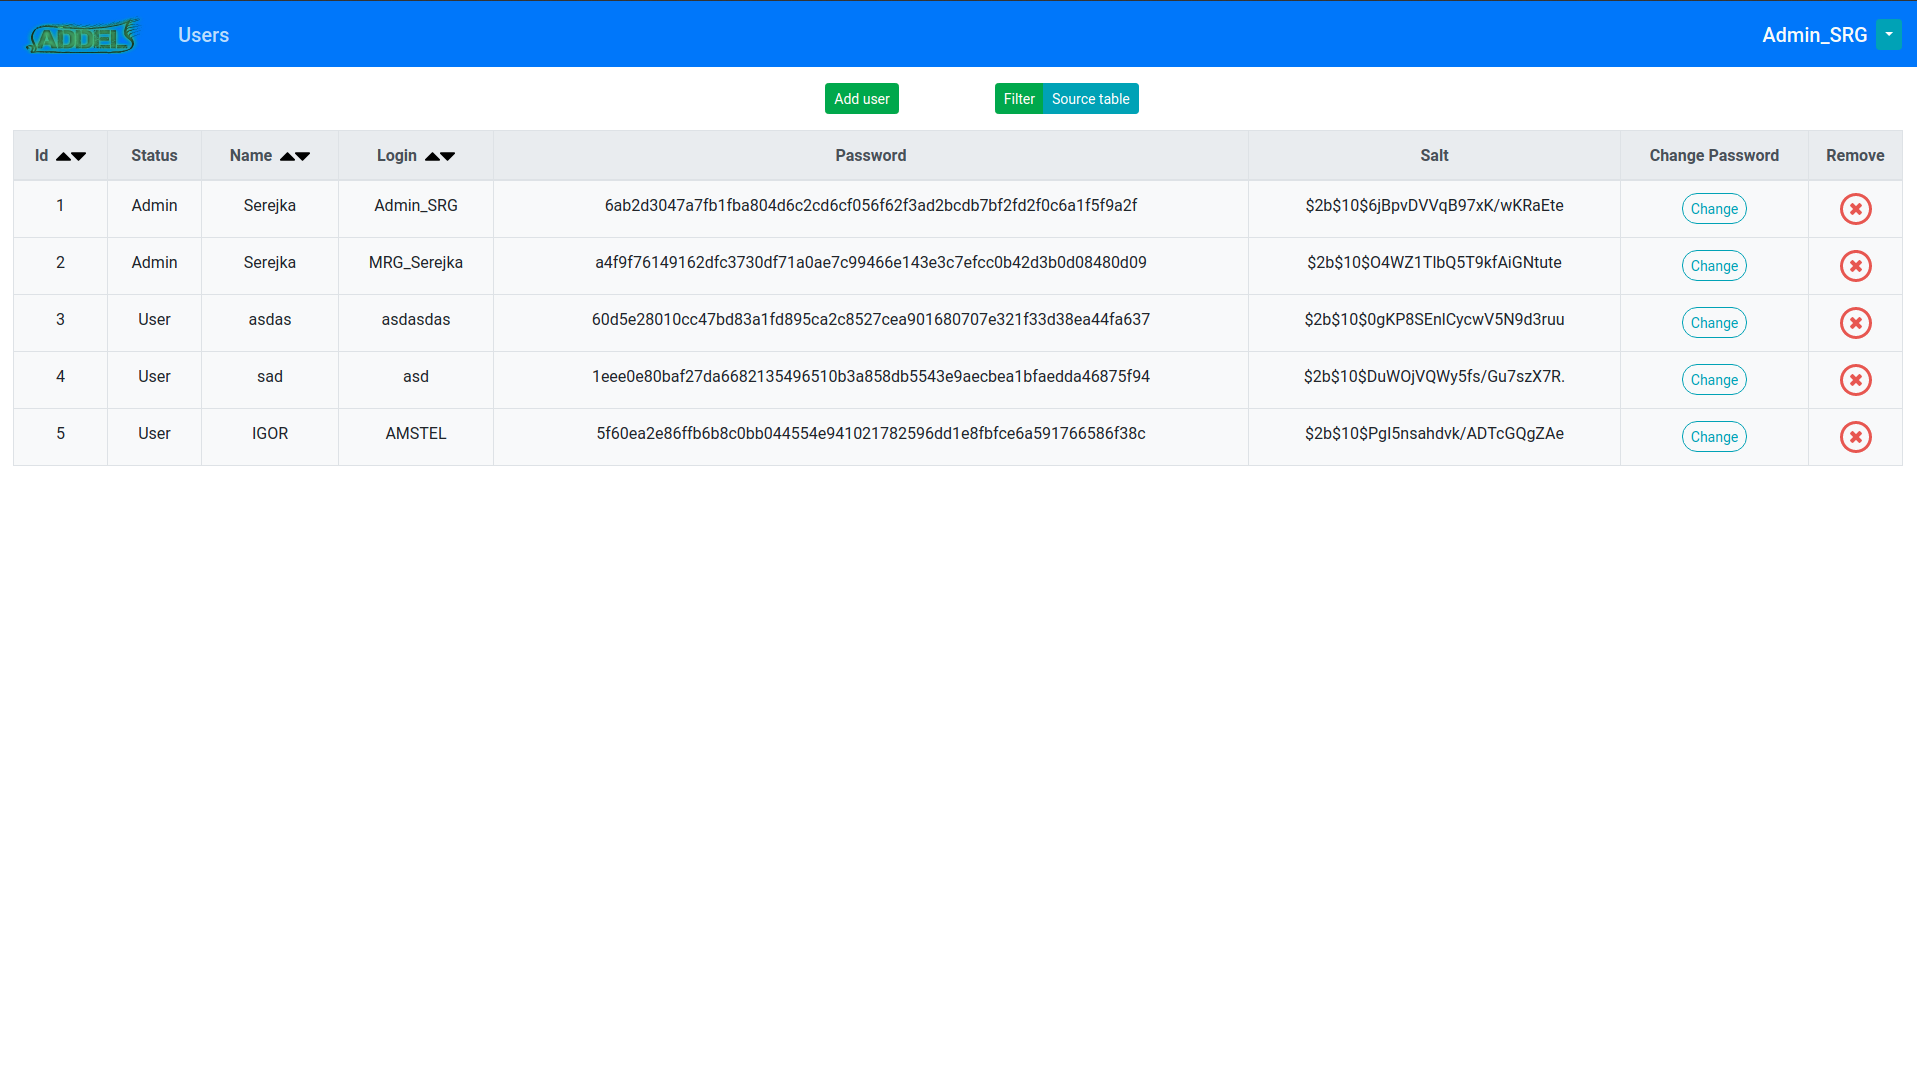 ADDELS Users Admin_SRG
Add user Filter Source table
Id Status Name Login Password Salt Change Password Remove
1 Admin Serejka Admin_SRG 6ab2d3047a7fb1fba804d6c2cd6cf056f62f3ad2bcdb7bf2fd2f0c6a1f5f9a2f $2b$10$6jBpvDVVqB97xK/wKRaEte Change
2 Admin Serejka MRG_Serejka a4f9f76149162dfc3730df71a0ae7c99466e143e3c7efcc0b42d3b0d08480d09 $2b$10$O4WZ1TlbQ5T9kfAiGNtute Change
3 User asdas asdasdas 60d5e28010cc47bd83a1fd895ca2c8527cea901680707e321f33d38ea44fa637 $2b$10$0gKP8SEnlCycwV5N9d3ruu Change
4 User sad asd 1eee0e80baf27da6682135496510b3a858db5543e9aecbea1bfaedda46875f94 $2b$10$DuWOjVQWy5fs/Gu7szX7R. Change
5 User IGOR AMSTEL 5f60ea2e86ffb6b8c0bb044554e941021782596dd1e8fbfce6a591766586f38c $2b$10$PgI5nsahdvk/ADTcGQgZAe Change